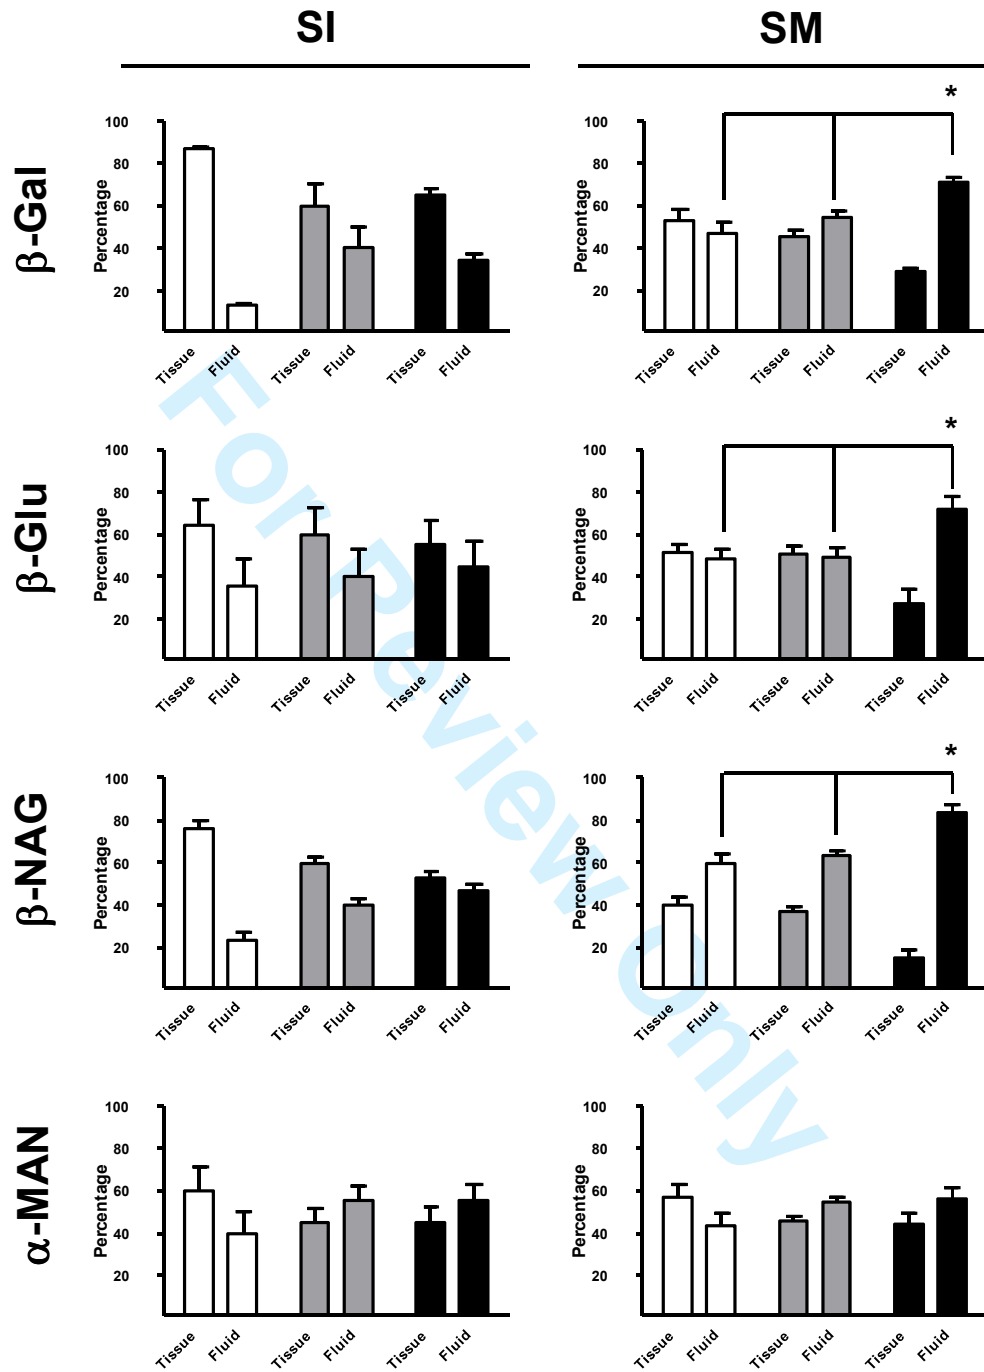 SI
SM
β-Gal
Percentage
100
80
60
40
20
Tissue
Fluid
Tissue
Fluid
Tissue
Fluid
*
Percentage
100
80
60
40
20
Tissue
Fluid
Tissue
Fluid
Tissue
Fluid
β-Glu
Percentage
100
80
60
40
20
Tissue
Fluid
Tissue
Fluid
Tissue
Fluid
*
Percentage
100
80
60
40
20
Tissue
Fluid
Tissue
Fluid
Tissue
Fluid
β-NAG
Percentage
100
80
60
40
20
Tissue
Fluid
Tissue
Fluid
Tissue
Fluid
*
Percentage
100
80
60
40
20
Tissue
Fluid
Tissue
Fluid
Tissue
Fluid
α-MAN
Percentage
100
80
60
40
20
Tissue
Fluid
Tissue
Fluid
Tissue
Fluid
Percentage
100
80
60
40
20
Tissue
Fluid
Tissue
Fluid
Tissue
Fluid
For Review Only